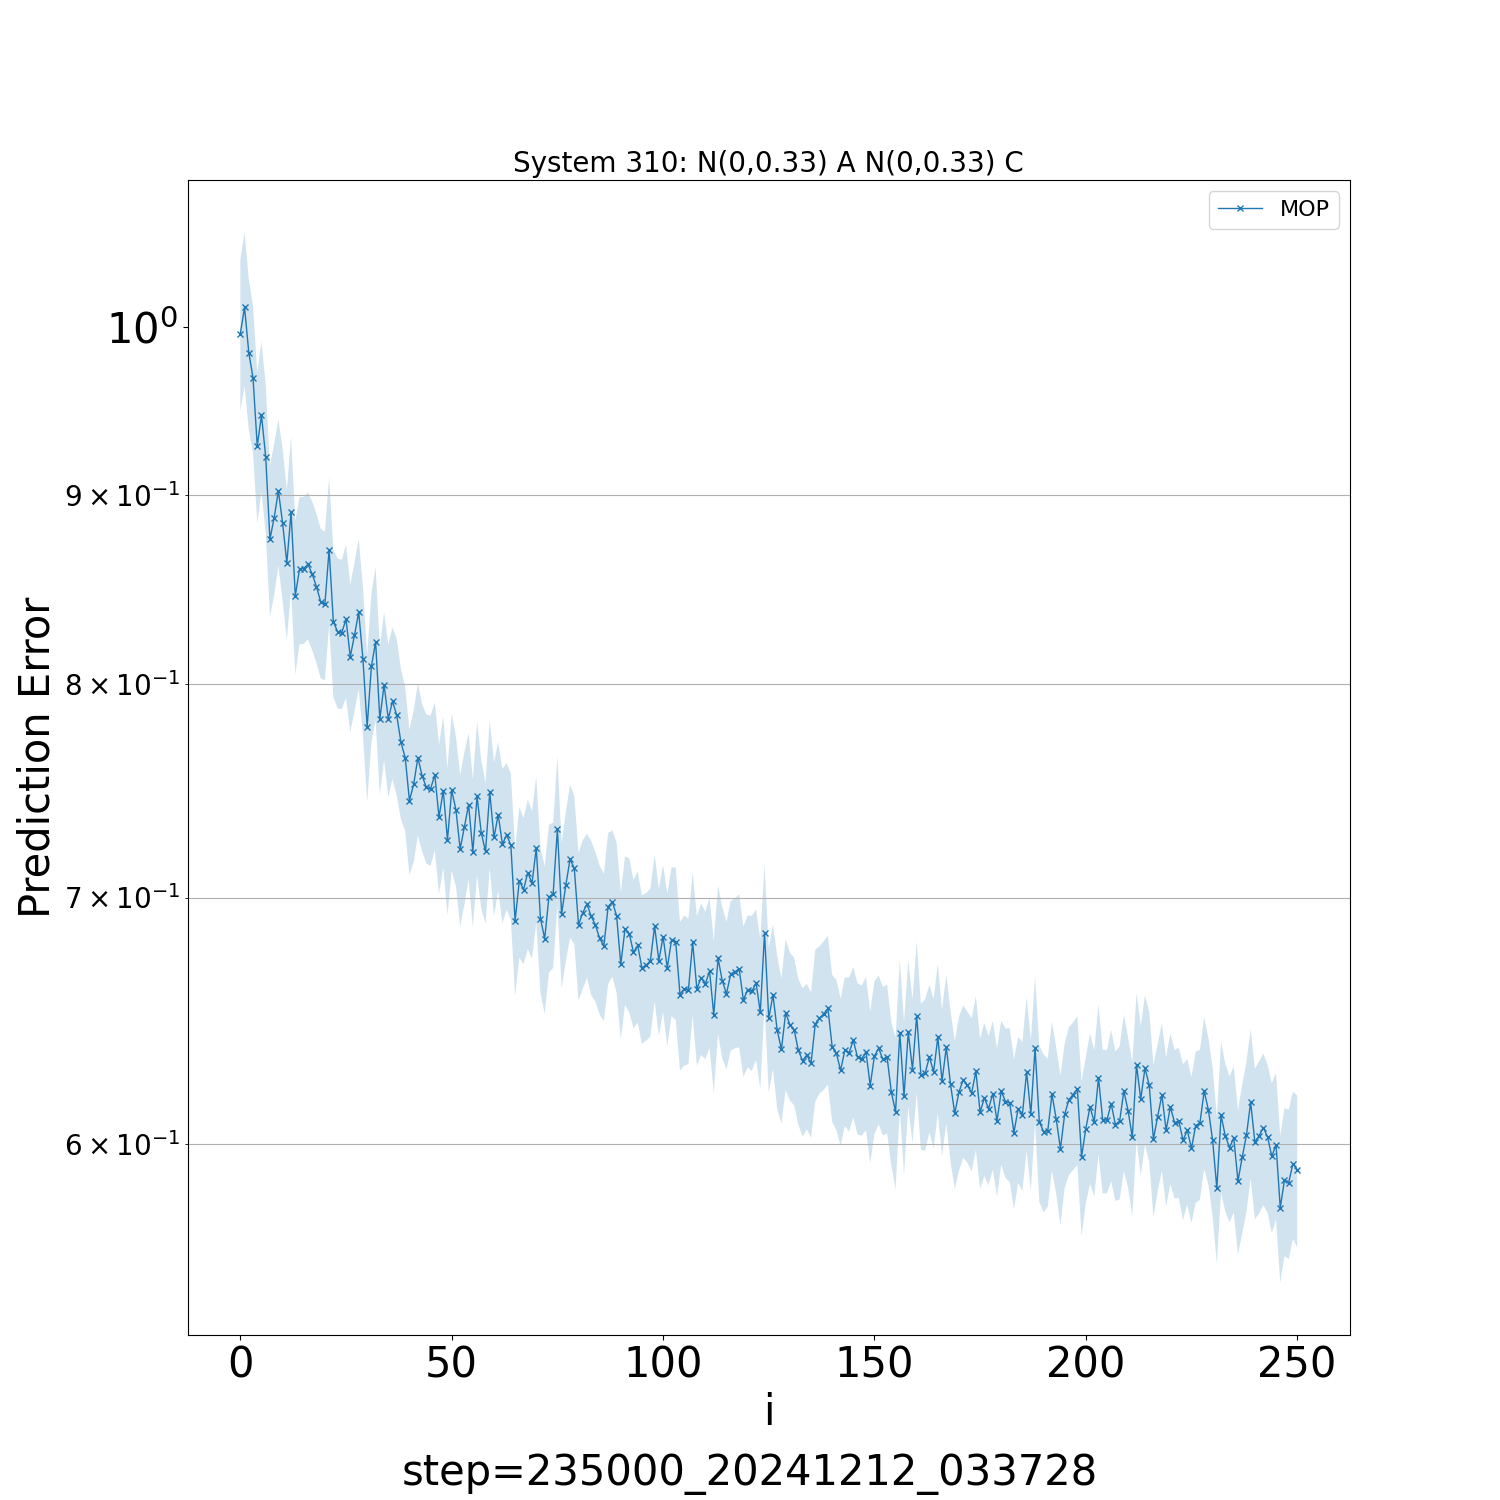 System 310: N(0,0.33) A N(0,0.33) C
MOP
10⁰
9 × 10⁻¹
8 × 10⁻¹
7 × 10⁻¹
6 × 10⁻¹
Prediction Error
0 50 100 150 200 250
i
step=235000_20241212_033728